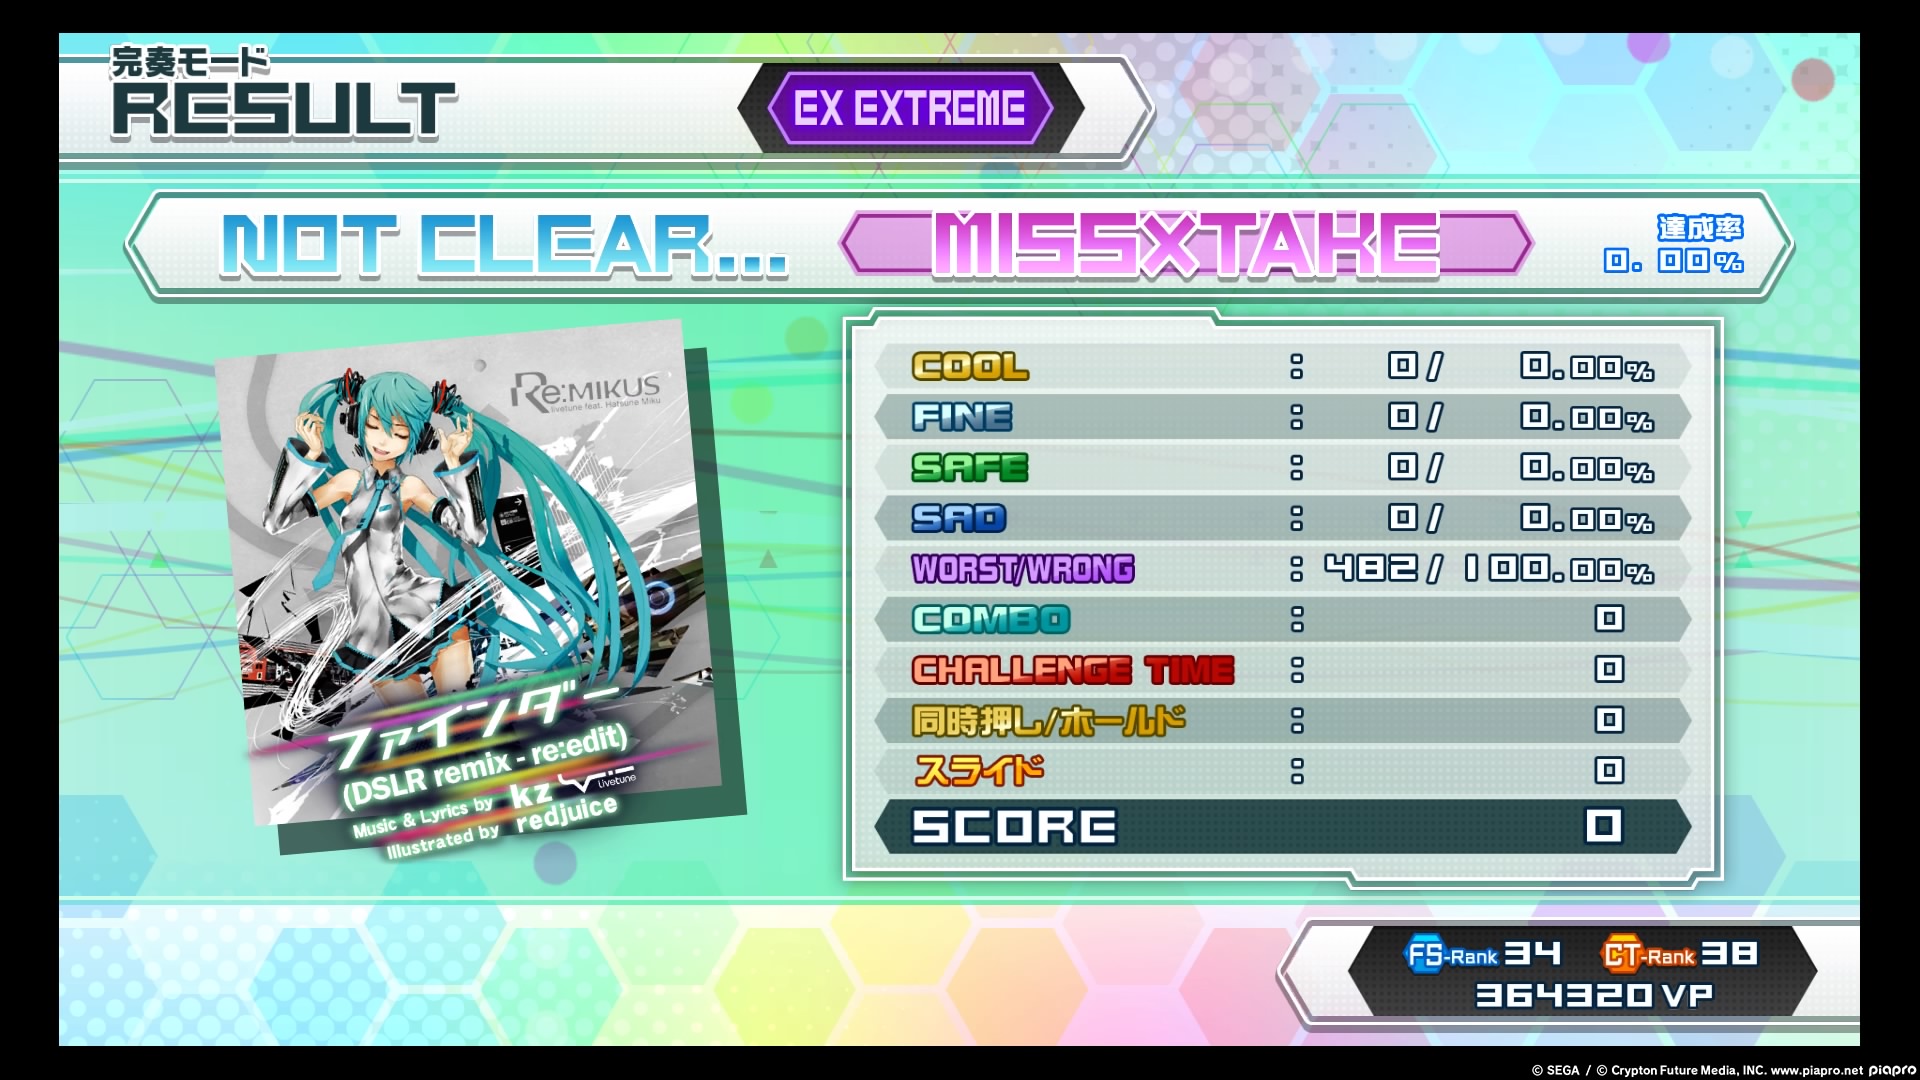 完奏モード
RESULT
EX EXTREME
NOT CLEAR...
MISS×TAKE
達成率
0.00%
Re:MIKUS
livetune feat. Hatsune Miku
ファインダー
(DSLR remix - re:edit)
Music & Lyrics by kz livetune
Illustrated by redjuice
COOL : 0/ 0.00%
FINE : 0/ 0.00%
SAFE : 0/ 0.00%
SAD : 0/ 0.00%
WORST/WRONG : 482/ 100.00%
COMBO : 0
CHALLENGE TIME : 0
同時押し/ホールド : 0
スライド : 0
SCORE 0
FS-Rank 34 CT-Rank 38
364320 VP
© SEGA / © Crypton Future Media, INC. www.piapro.net piapro